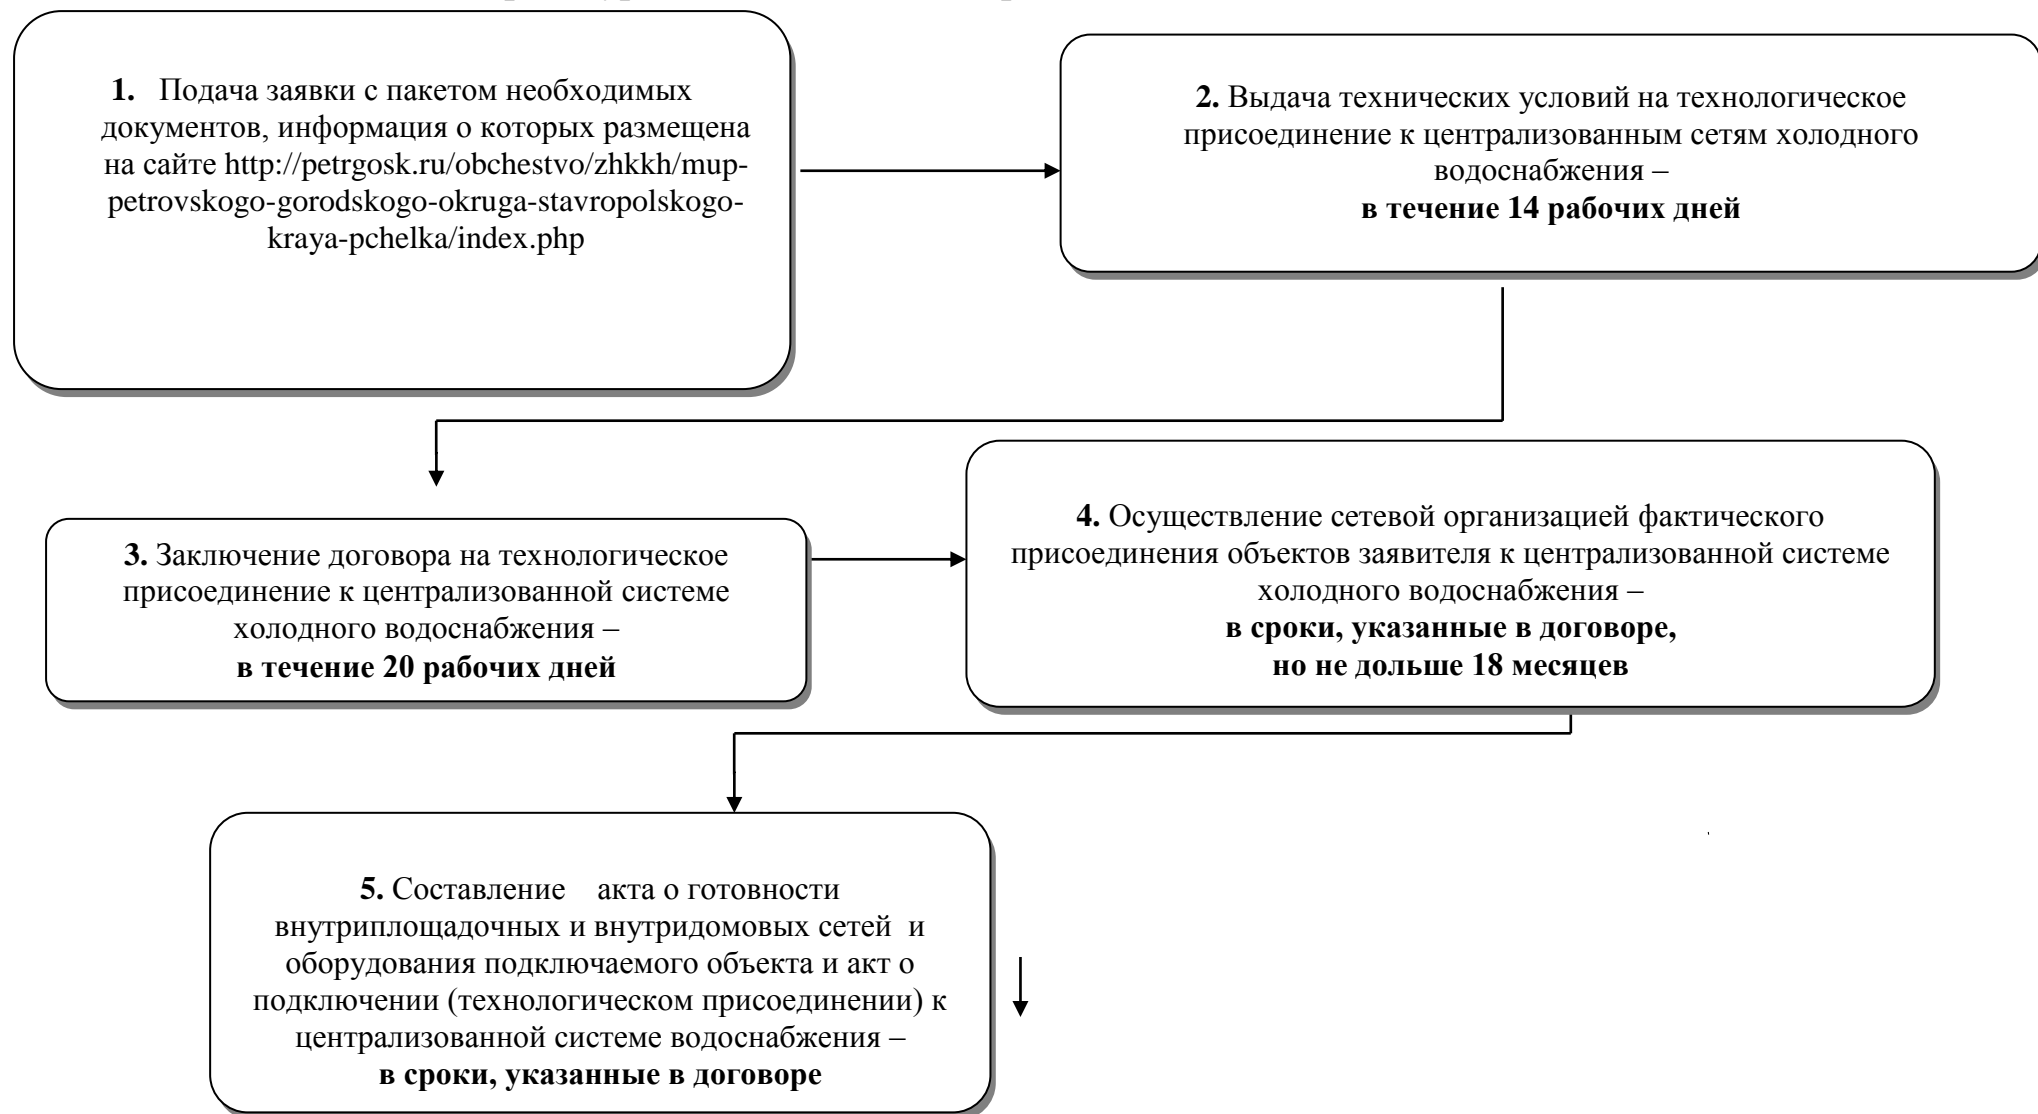 1. Подача заявки с пакетом необходимых
документов, информация о которых размещена
на сайте http://petrgosk.ru/obchestvo/zhkkh/mup-
petrovskogo-gorodskogo-okruga-stavropolskogo-
kraya-pchelka/index.php
2. Выдача технических условий на технологическое
присоединение к централизованным сетям холодного
водоснабжения –
в течение 14 рабочих дней
3. Заключение договора на технологическое
присоединение к централизованной системе
холодного водоснабжения –
в течение 20 рабочих дней
4. Осуществление сетевой организацией фактического
присоединения объектов заявителя к централизованной системе
холодного водоснабжения –
в сроки, указанные в договоре,
но не дольше 18 месяцев
5. Составление акта о готовности
внутриплощадочных и внутридомовых сетей и
оборудования подключаемого объекта и акт о
подключении (технологическом присоединении) к
централизованной системе водоснабжения –
в сроки, указанные в договоре